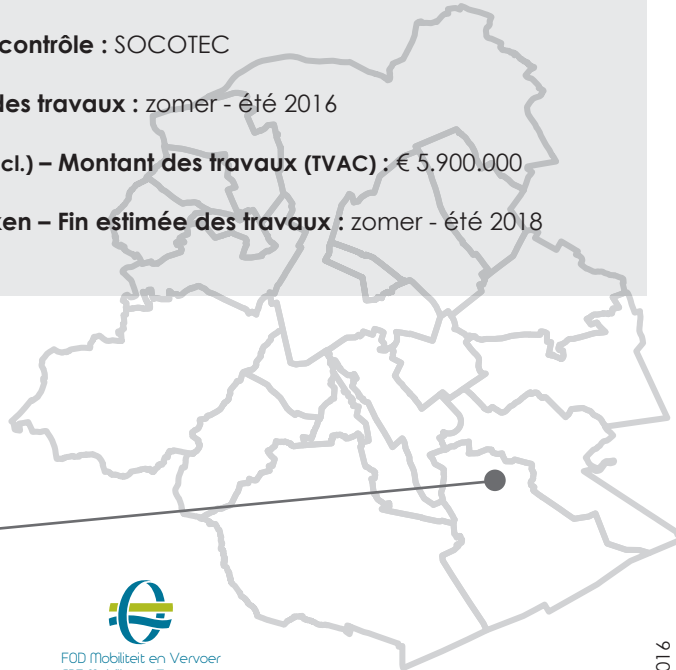 contrôle : SOCOTEC
des travaux : zomer - été 2016
cl.) – Montant des travaux (TVAC) : € 5.900.000
ken – Fin estimée des travaux : zomer - été 2018
FOD Mobiliteit en Vervoer
016